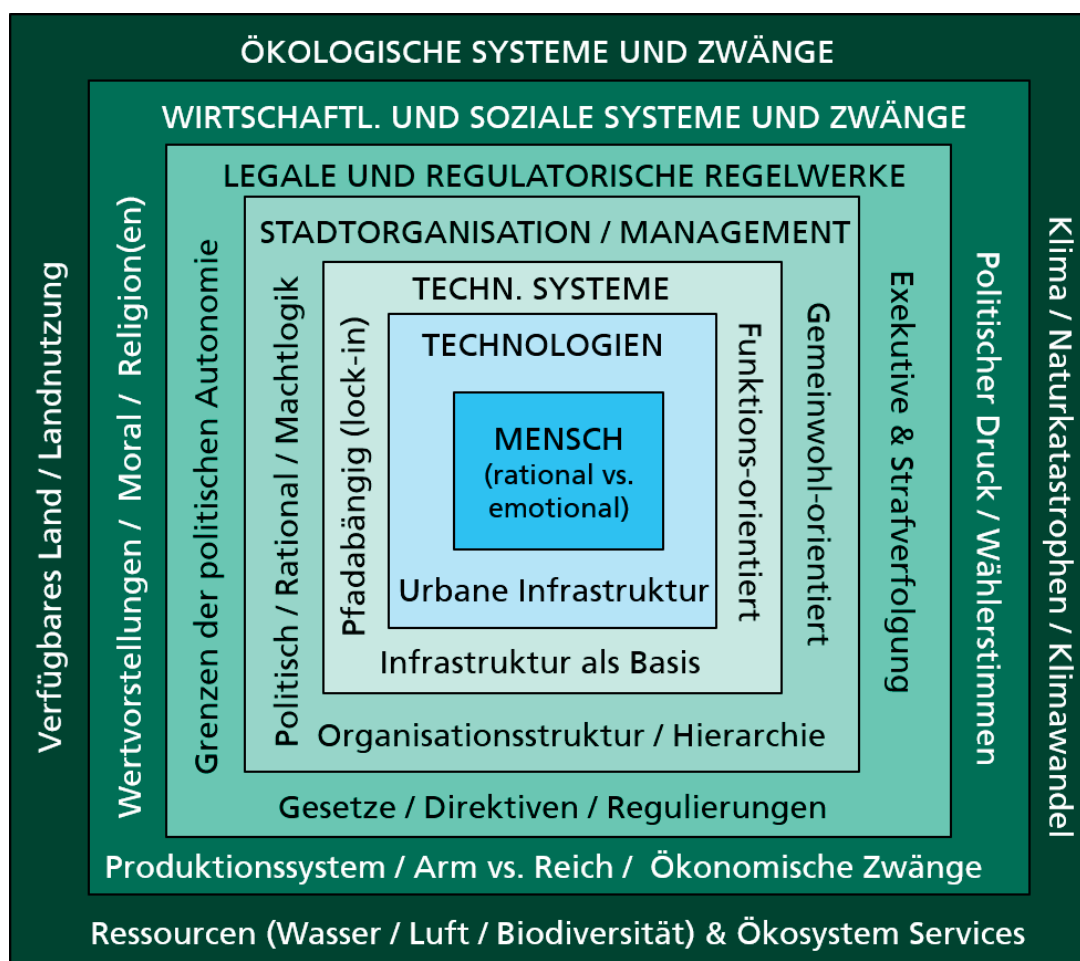 ÖKOLOGISCHE SYSTEME UND ZWÄNGE
WIRTSCHAFTL. UND SOZIALE SYSTEME UND ZWÄNGE
LEGALE UND REGULATORISCHE REGELWERKE
STADTORGANISATION / MANAGEMENT
TECHN. SYSTEME
TECHNOLOGIEN
MENSCH
(rational vs.
emotional)
Urbane Infrastruktur
Infrastruktur als Basis
Organisationsstruktur / Hierarchie
Gesetze / Direktiven / Regulierungen
Produktionssystem / Arm vs. Reich / Ökonomische Zwänge
Ressourcen (Wasser / Luft / Biodiversität) & Ökosystem Services
Verfügbares Land / Landnutzung
Wertvorstellungen / Moral / Religion(en)
Grenzen der politischen Autonomie
Politisch / Rational / Machtlogik
Pfadabängig (lock-in)
Funktions-orientiert
Gemeinwohl-orientiert
Exekutive & Strafverfolgung
Politischer Druck / Wählerstimmen
Klima / Naturkatastrophen / Klimawandel